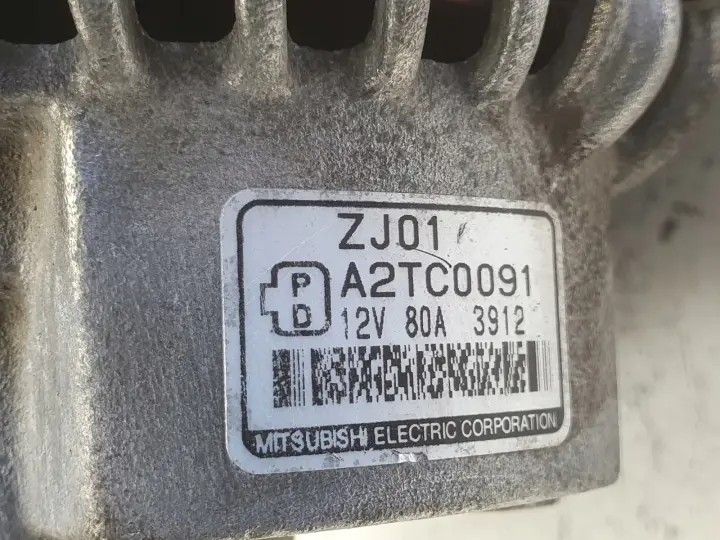 ZJ01
P A2TC0091
D 12V 80A 3912
MITSUBISHI ELECTRIC CORPORATION